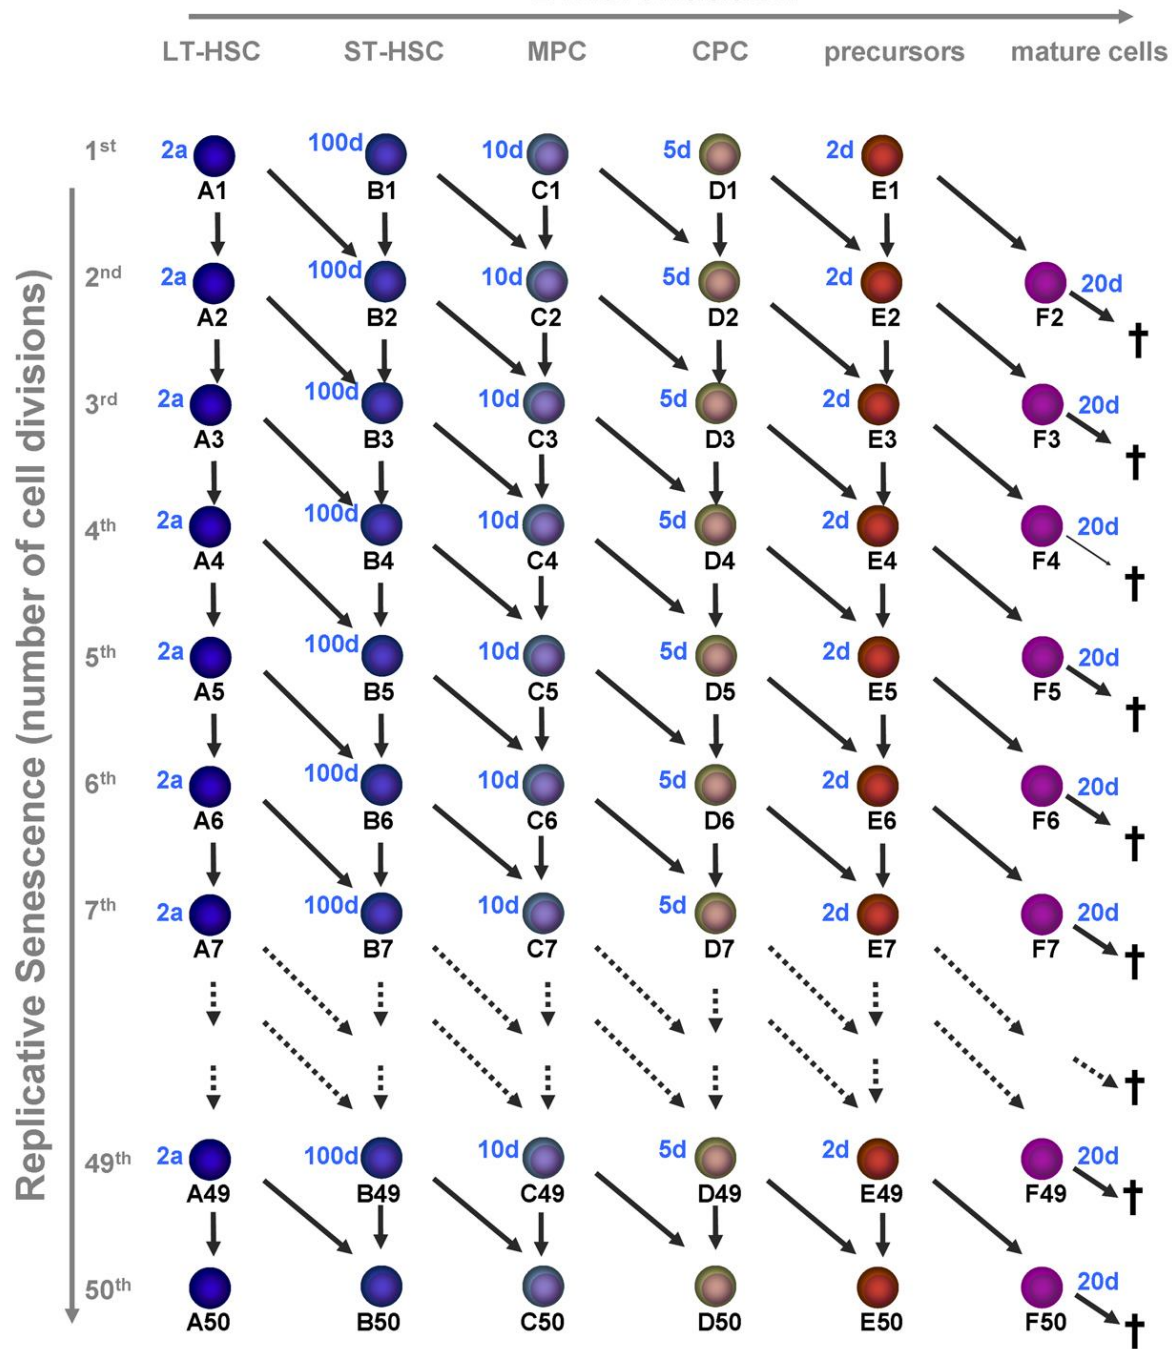 LT-HSC ST-HSC MPC CPC precursors mature cells
Replicative Senescence (number of cell divisions)
1st 2a 100d 10d 5d 2d
A1 B1 C1 D1 E1
2nd 2a 100d 10d 5d 2d 20d
A2 B2 C2 D2 E2 F2
3rd 2a 100d 10d 5d 2d 20d
A3 B3 C3 D3 E3 F3
4th 2a 100d 10d 5d 2d 20d
A4 B4 C4 D4 E4 F4
5th 2a 100d 10d 5d 2d 20d
A5 B5 C5 D5 E5 F5
6th 2a 100d 10d 5d 2d 20d
A6 B6 C6 D6 E6 F6
7th 2a 100d 10d 5d 2d 20d
A7 B7 C7 D7 E7 F7
49th 2a 100d 10d 5d 2d 20d
A49 B49 C49 D49 E49 F49
50th 20d
A50 B50 C50 D50 E50 F50